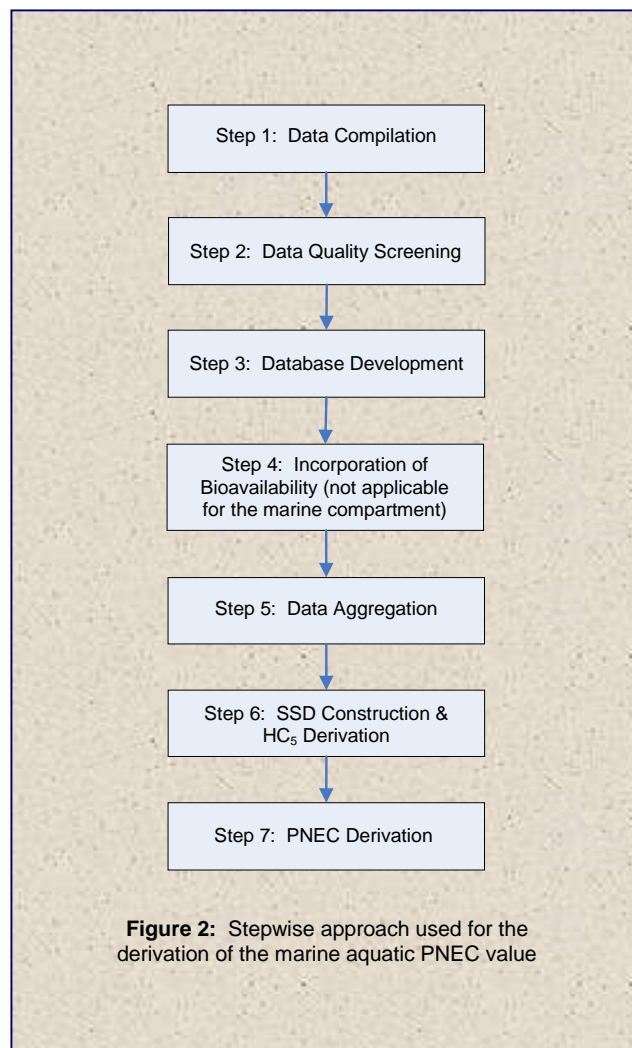 Step 1:  Data Compilation
Step 2:  Data Quality Screening
Step 3:  Database Development
Step 4:  Incorporation of
Bioavailability (not applicable
for the marine compartment)
Step 5:  Data Aggregation
Step 6:  SSD Construction &
HC₅ Derivation
Step 7:  PNEC Derivation
Figure 2:  Stepwise approach used for the
derivation of the marine aquatic PNEC value